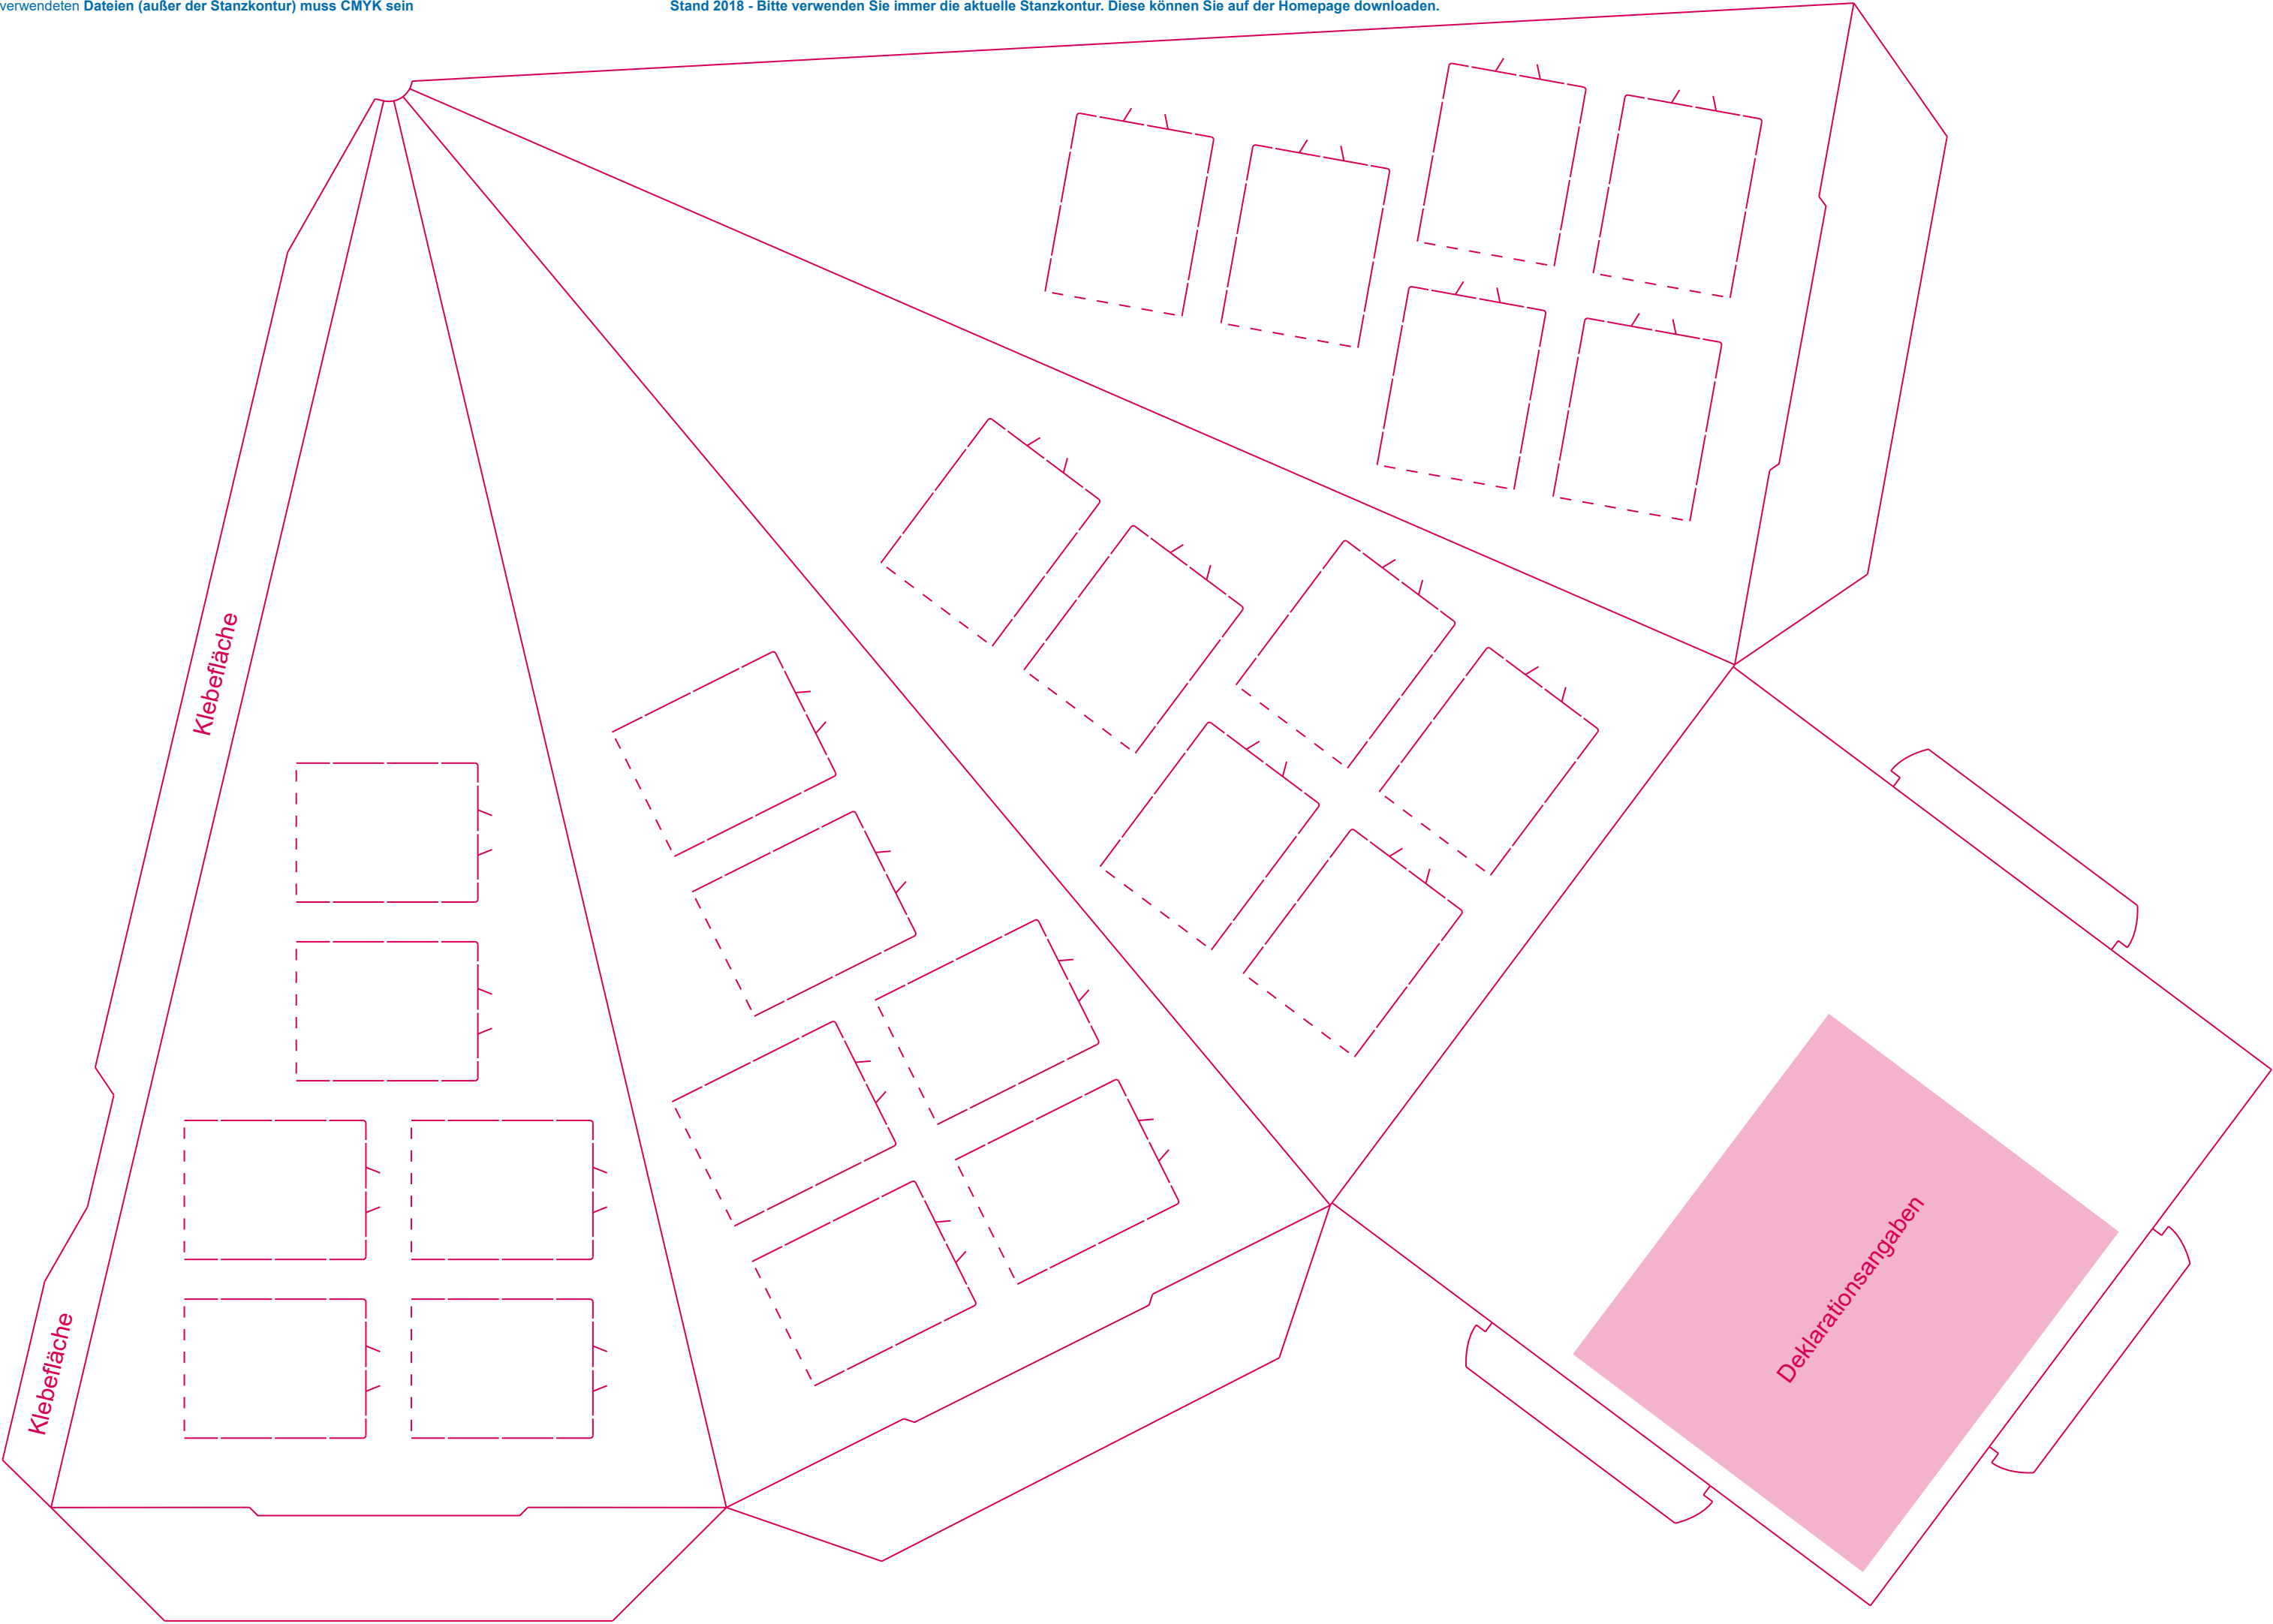 verwendeten Dateien (außer der Stanzkontur) muss CMYK sein
Stand 2018 - Bitte verwenden Sie immer die aktuelle Stanzkontur. Diese können Sie auf der Homepage downloaden.
Klebefläche
Klebefläche
Deklarationsangaben